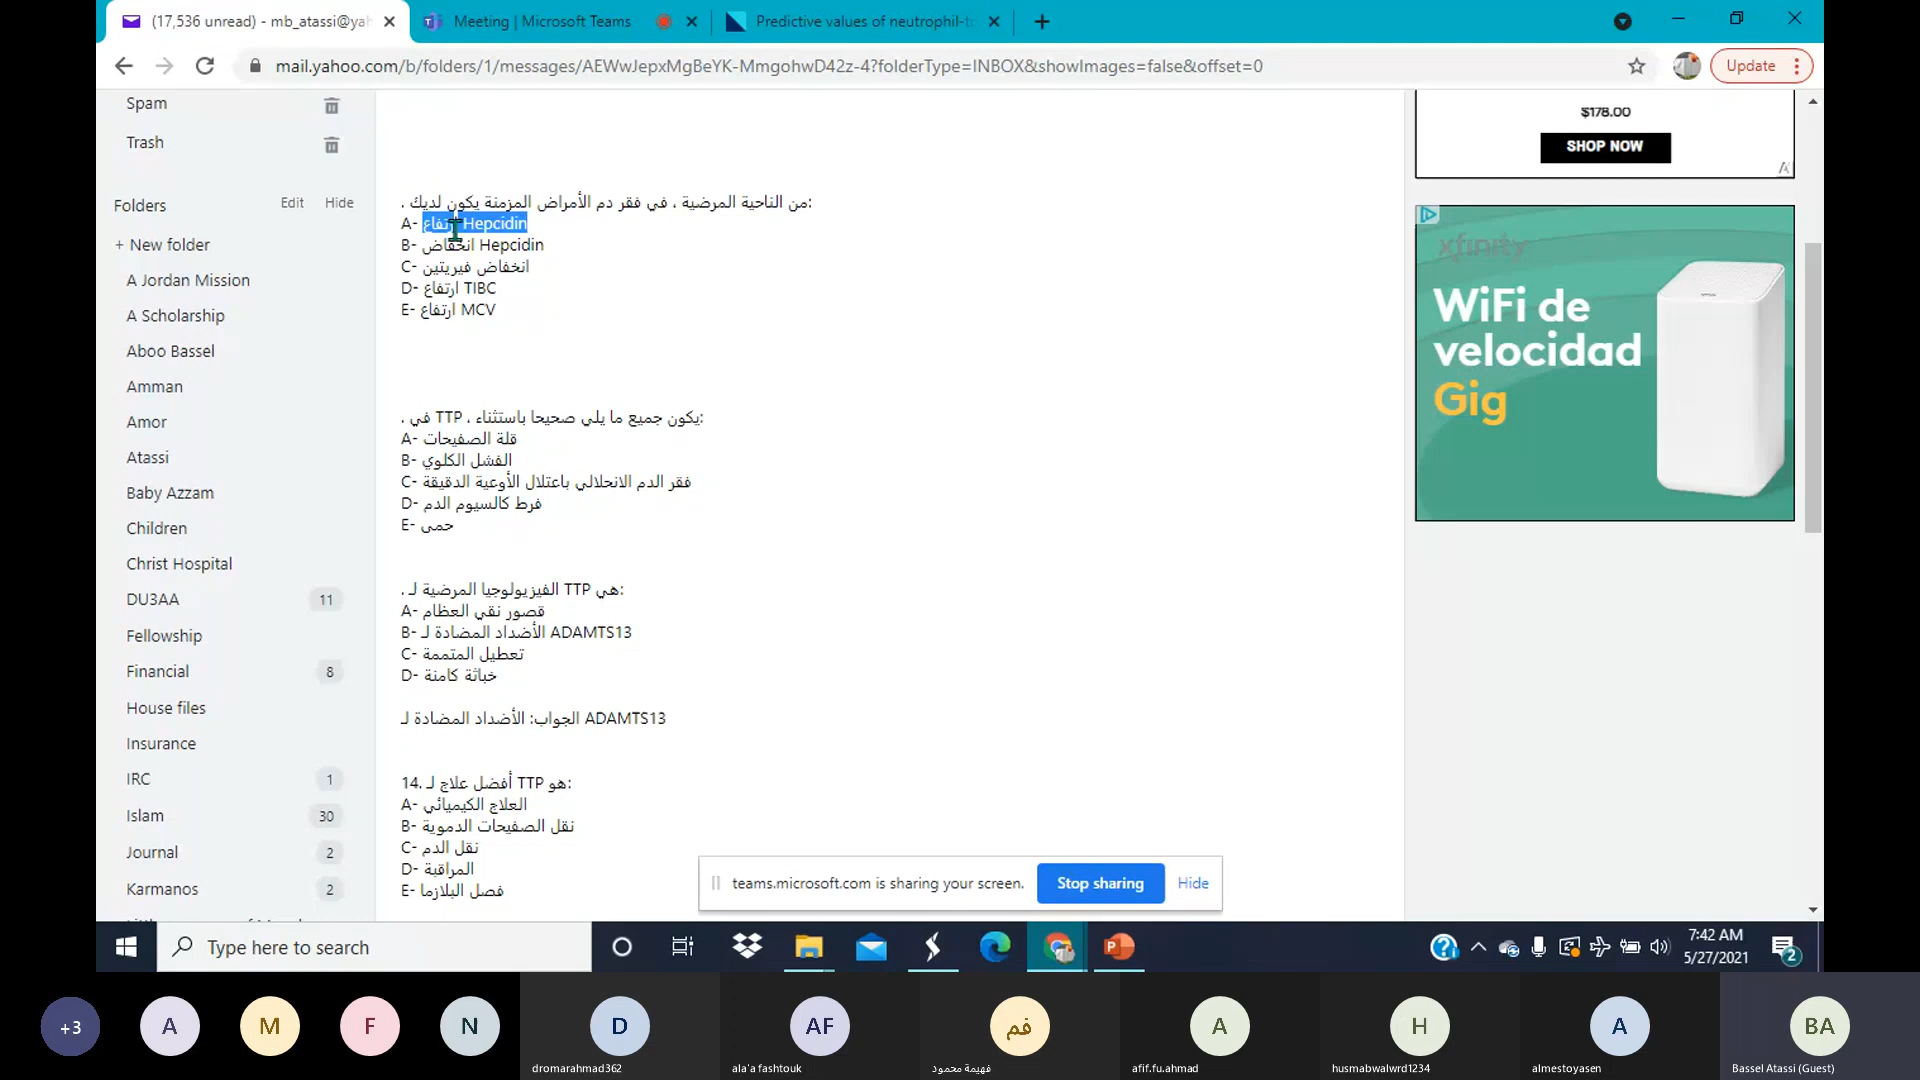 (17,536 unread) - mb_atassi@yah
Meeting | Microsoft Teams
Predictive values of neutrophil-to
mail.yahoo.com/b/folders/1/messages/AEWwJepxMgBeYK-MmgohwD42z-4?folderType=INBOX&showImages=false&offset=0
Update
Spam
Trash
Folders
Edit
Hide
+ New folder
A Jordan Mission
A Scholarship
Aboo Bassel
Amman
Amor
Atassi
Baby Azzam
Children
Christ Hospital
DU3AA 11
Fellowship
Financial 8
House files
Insurance
IRC 1
Islam 30
Journal 2
Karmanos 2
. من الناحية المرضية ، في فقر دم الأمراض المزمنة يكون لديك:
A- ارتفاع Hepcidin
B- انخفاض Hepcidin
C- انخفاض فيريتين
D- ارتفاع TIBC
E- ارتفاع MCV
. في TTP ، يكون جميع ما يلي صحيحا باستثناء:
A- قلة الصفيحات
B- الفشل الكلوي
C- فقر الدم الانحلالي باعتلال الأوعية الدقيقة
D- فرط كالسيوم الدم
E- حمى
. الفيزيولوجيا المرضية لـ TTP هي:
A- قصور نقي العظام
B- الأضداد المضادة لـ ADAMTS13
C- تعطيل المتممة
D- خباثة كامنة
الجواب: الأضداد المضادة لـ ADAMTS13
14. أفضل علاج لـ TTP هو:
A- العلاج الكيميائي
B- نقل الصفيحات الدموية
C- نقل الدم
D- المراقبة
E- فصل البلازما
$178.00
SHOP NOW
xfinity
WiFi de
velocidad
Gig
teams.microsoft.com is sharing your screen.
Stop sharing
Hide
Type here to search
7:42 AM
5/27/2021
2
+3
A
M
F
N
D
dromarahmad362
AF
ala'a fashtouk
فم
فهيمة محمود
A
afif.fu.ahmad
H
husmabwalwrd1234
A
almestoyasen
BA
Bassel Atassi (Guest)